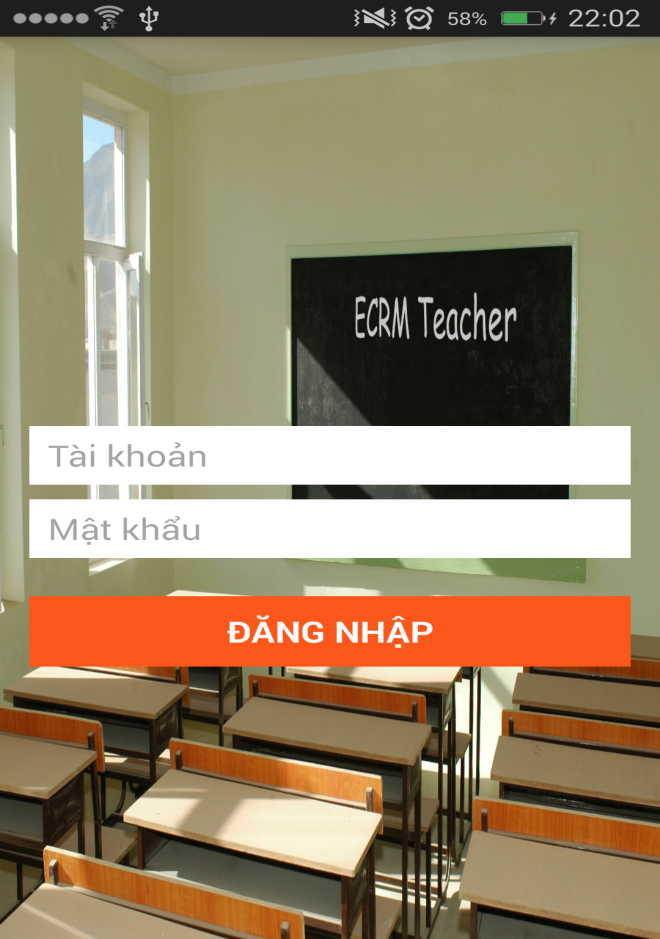 58% 22:02
ECRM Teacher
Tài khoản
Mật khẩu
ĐĂNG NHẬP